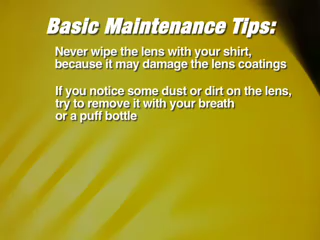 Basic Maintenance Tips:
Never wipe the lens with your shirt,
because it may damage the lens coatings
If you notice some dust or dirt on the lens,
try to remove it with your breath
or a puff bottle